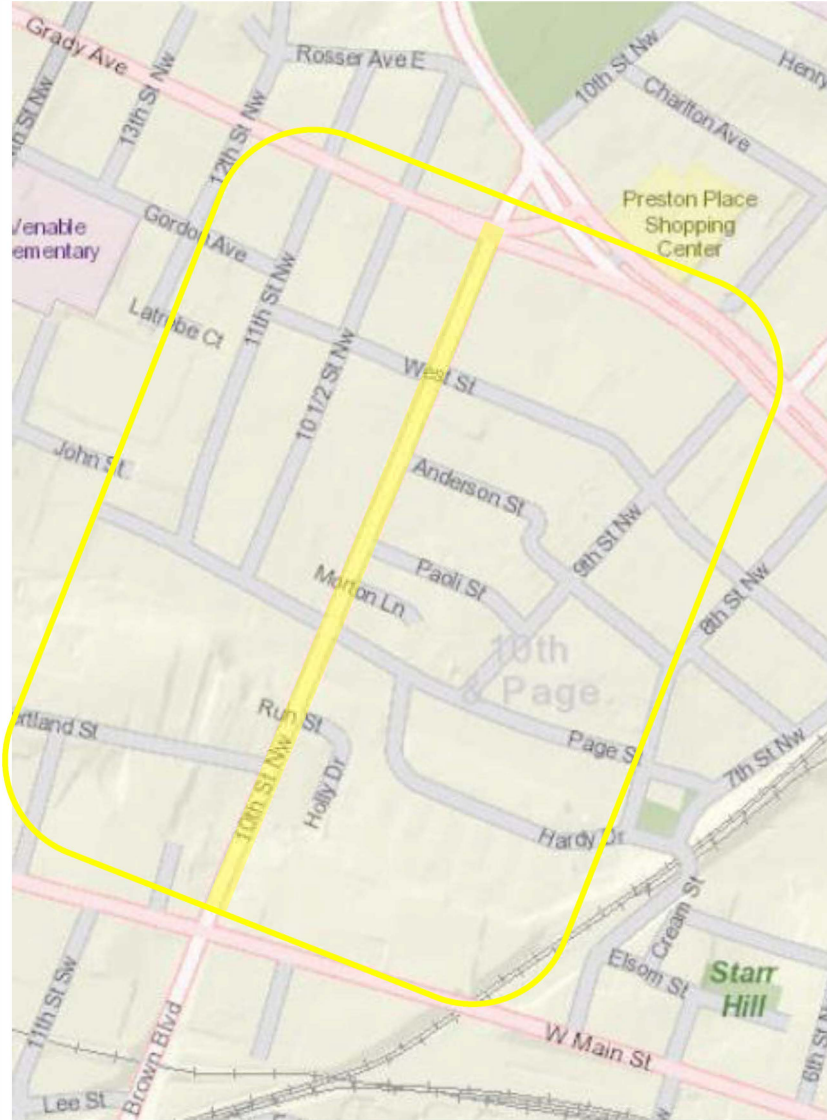 Grady Ave
13th St Nw
12th St Nw
Rosser Ave E
10th St Nw
Henry
Charlton Ave
Preston Place
Shopping
Center
Venable
ementary
Gordon Ave
Latrobe Ct
11th St Nw
10 1/2 St Nw
West St
John St
Anderson St
9th St Nw
Paoli St
Morton Ln
8th St Nw
10th
& Page
Run St
rtland St
Page St
7th St Nw
10th St Nw
Holly Dr
Hardy Dr
Cream St
Elsom St
Starr
Hill
11th St Sw
W Main St
Brown Blvd
6th St N
Lee St